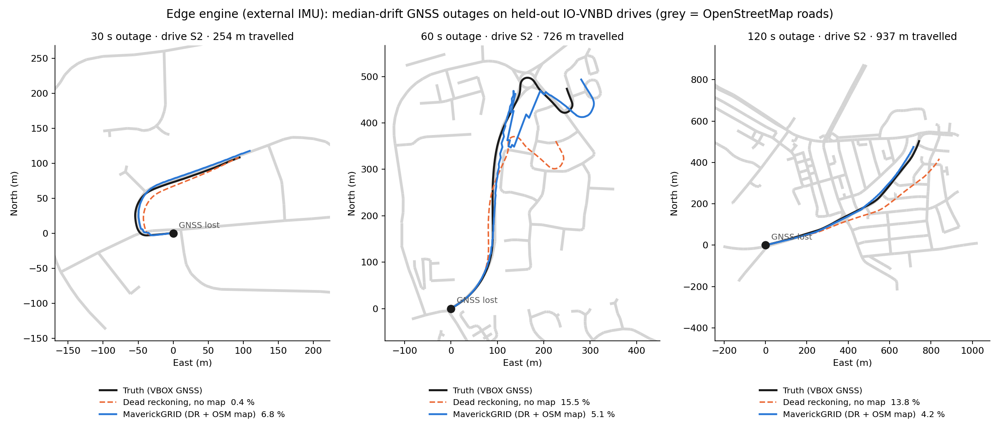 Edge engine (external IMU): median-drift GNSS outages on held-out IO-VNBD drives (grey = OpenStreetMap roads)
30 s outage · drive S2 · 254 m travelled
250
200
150
100
50
0
−50
−100
−150
North (m)
GNSS lost
−150 −100 −50 0 50 100 150 200
East (m)
Truth (VBOX GNSS)
Dead reckoning, no map 0.4 %
MaverickGRID (DR + OSM map) 6.8 %
60 s outage · drive S2 · 726 m travelled
500
400
300
200
100
0
North (m)
GNSS lost
−100 0 100 200 300 400
East (m)
Truth (VBOX GNSS)
Dead reckoning, no map 15.5 %
MaverickGRID (DR + OSM map) 5.1 %
120 s outage · drive S2 · 937 m travelled
800
600
400
200
0
−200
−400
North (m)
GNSS lost
−200 0 200 400 600 800 1000
East (m)
Truth (VBOX GNSS)
Dead reckoning, no map 13.8 %
MaverickGRID (DR + OSM map) 4.2 %